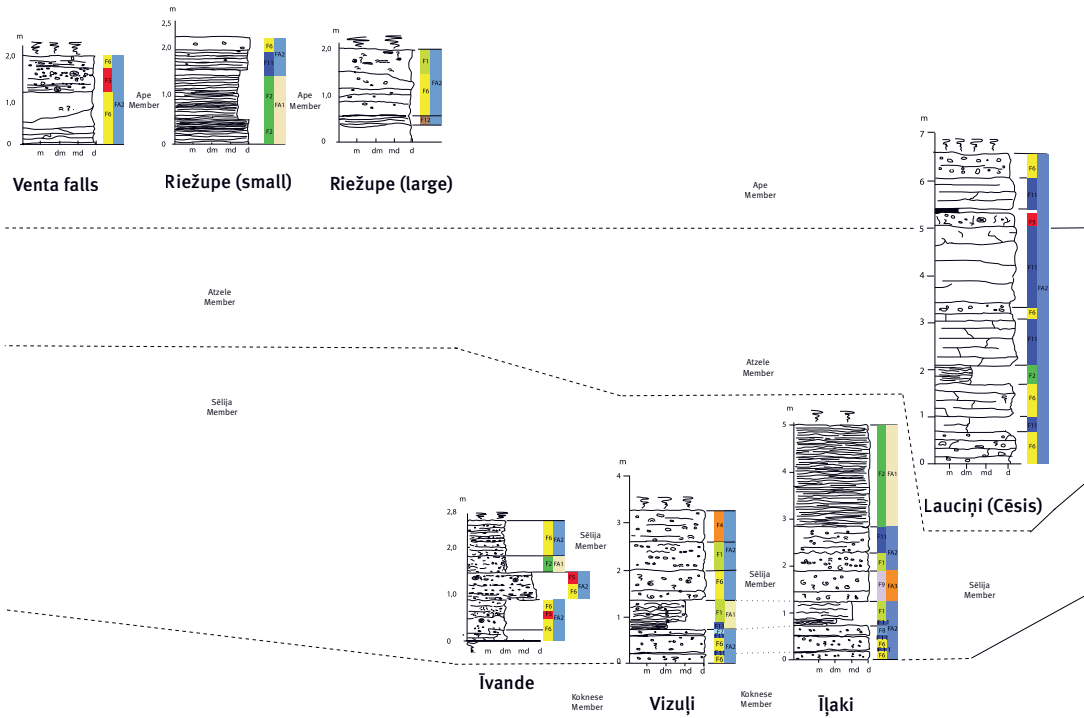 m
2,0
1,0
0
m dm md d
F6
F5
F6
FA2
Venta falls
Ape
Member
m
2,5
2,0
1,0
0
m dm md d
F6
F11
F2
F2
FA2
FA1
Riežupe (small)
Ape
Member
m
2,0
1,0
0
m dm md d
F1
F6
F12
FA2
Riežupe (large)
Ape
Member
m
7
6
5
4
3
2
1
0
m dm md d
F6
F11
F5
F11
F6
F11
F2
F6
F11
F6
FA2
Lauciņi (Cēsis)
Atzele
Member
Atzele
Member
Sēlija
Member
m
2,8
2,0
1,0
0
m dm md d
F6 FA2
F2 FA1
F5
F6
FA2
F6
F5
F6
FA2
Īvande
Sēlija
Member
m
4
3
2
1
0
m dm md d
F4
F1
F6
FA2
F1
FA1
F11
F6
F6
FA2
Vizuļi
Koknese
Member
Sēlija
Member
m
5
4
3
2
1
0
m dm md d
F2 FA1
F11
F1
FA2
F9 FA3
F1
F8
F6
F6
FA2
Īļaki
Koknese
Member
Sēlija
Member